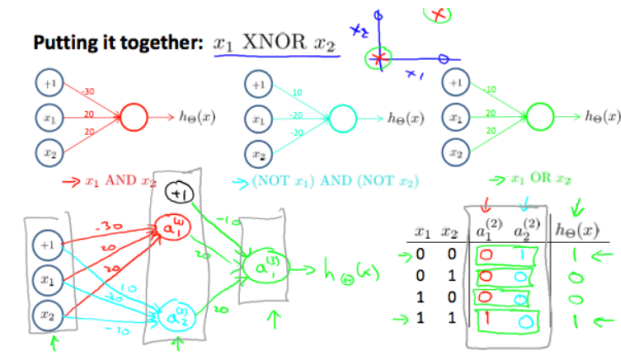 Putting it together: x₁ XNOR x₂
x₂
x₁
+1
x₁
x₂
-30
20
20
hΘ(x)
→ x₁ AND x₂
+1
x₁
x₂
10
-20
-20
hΘ(x)
→ (NOT x₁) AND (NOT x₂)
+1
x₁
x₂
-10
20
20
hΘ(x)
→ x₁ OR x₂
+1
x₁
x₂
-30
20
20
10
-20
+1
a₁⁽²⁾
a₂⁽²⁾
-10
20
20
a₁⁽³⁾
→ hΘ(x)
x₁ x₂ a₁⁽²⁾ a₂⁽²⁾ hΘ(x)
→ 0 0 0 1 1 ←
0 1 0 0 0
1 0 0 0 0
→ 1 1 1 0 1 ←